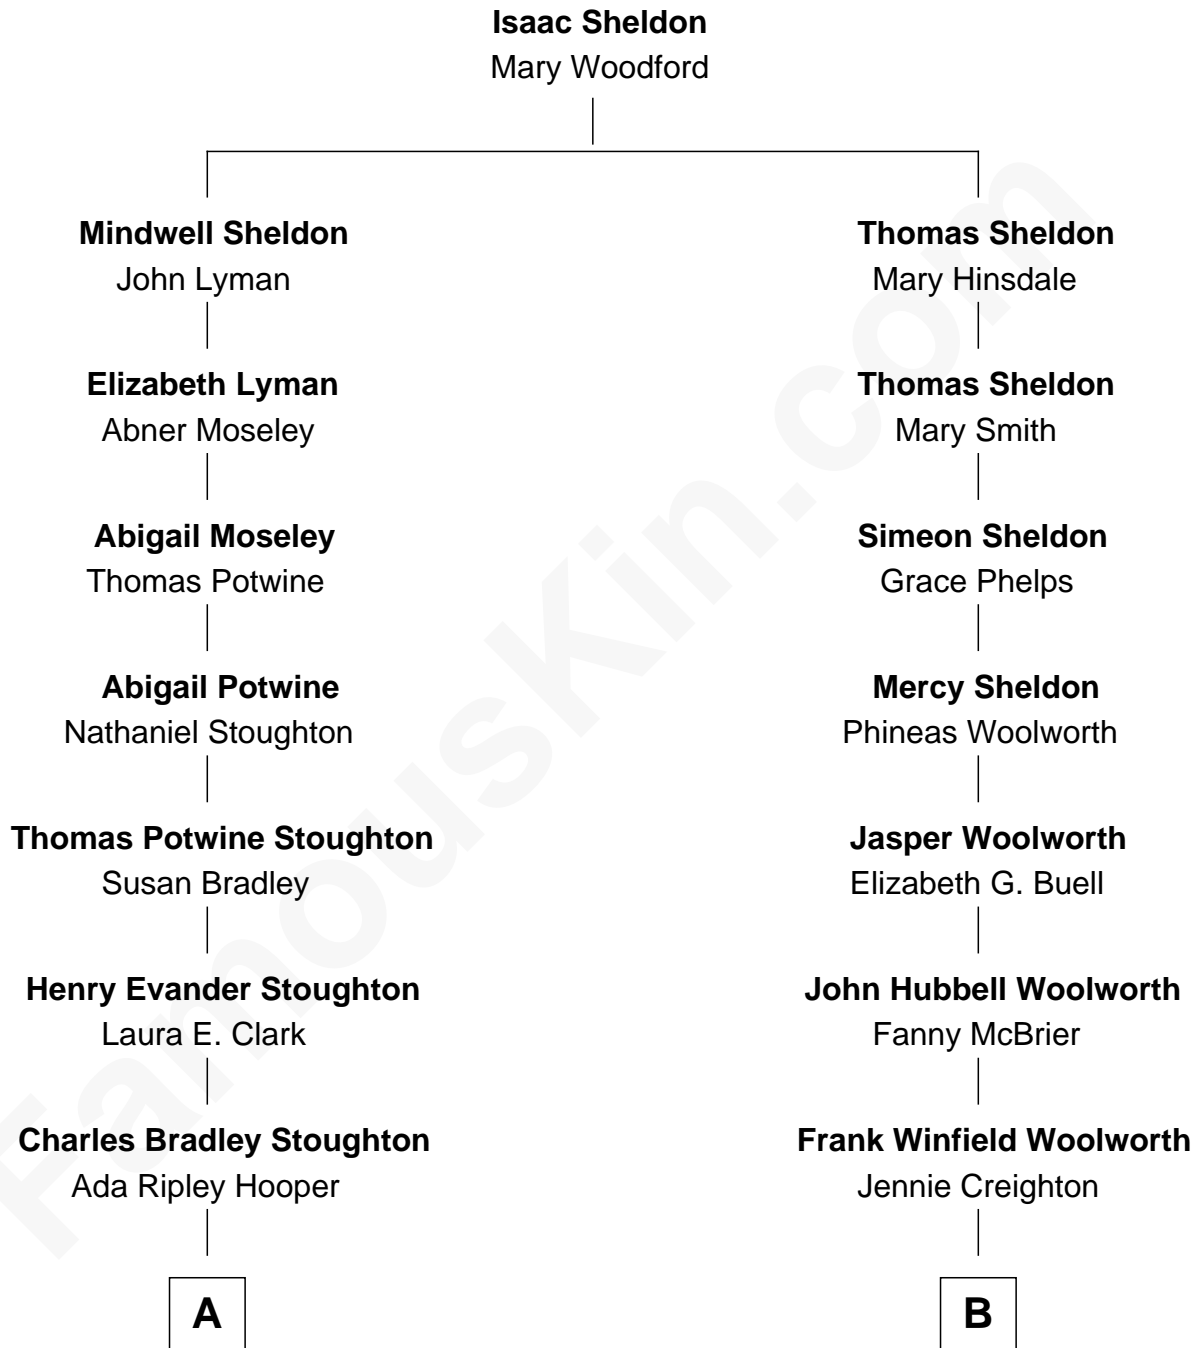 Isaac Sheldon
Mary Woodford
Mindwell Sheldon
John Lyman
Thomas Sheldon
Mary Hinsdale
Elizabeth Lyman
Abner Moseley
Thomas Sheldon
Mary Smith
Abigail Moseley
Thomas Potwine
Simeon Sheldon
Grace Phelps
Abigail Potwine
Nathaniel Stoughton
Mercy Sheldon
Phineas Woolworth
Thomas Potwine Stoughton
Susan Bradley
Jasper Woolworth
Elizabeth G. Buell
Henry Evander Stoughton
Laura E. Clark
John Hubbell Woolworth
Fanny McBrier
Charles Bradley Stoughton
Ada Ripley Hooper
Frank Winfield Woolworth
Jennie Creighton
A
B
FamousKin.com